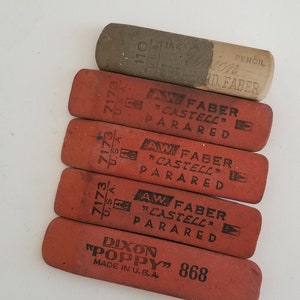 110
INK
PENCIL
FABER
7173
U.S.A
A.W. FABER
"CASTELL"
PARARED
7173
U.S.A
A.W. FABER
"CASTELL"
PARARED
7173
U.S.A
A.W. FABER
"CASTELL"
PARARED
DIXON
"POPPY"
MADE IN U.S.A.
868